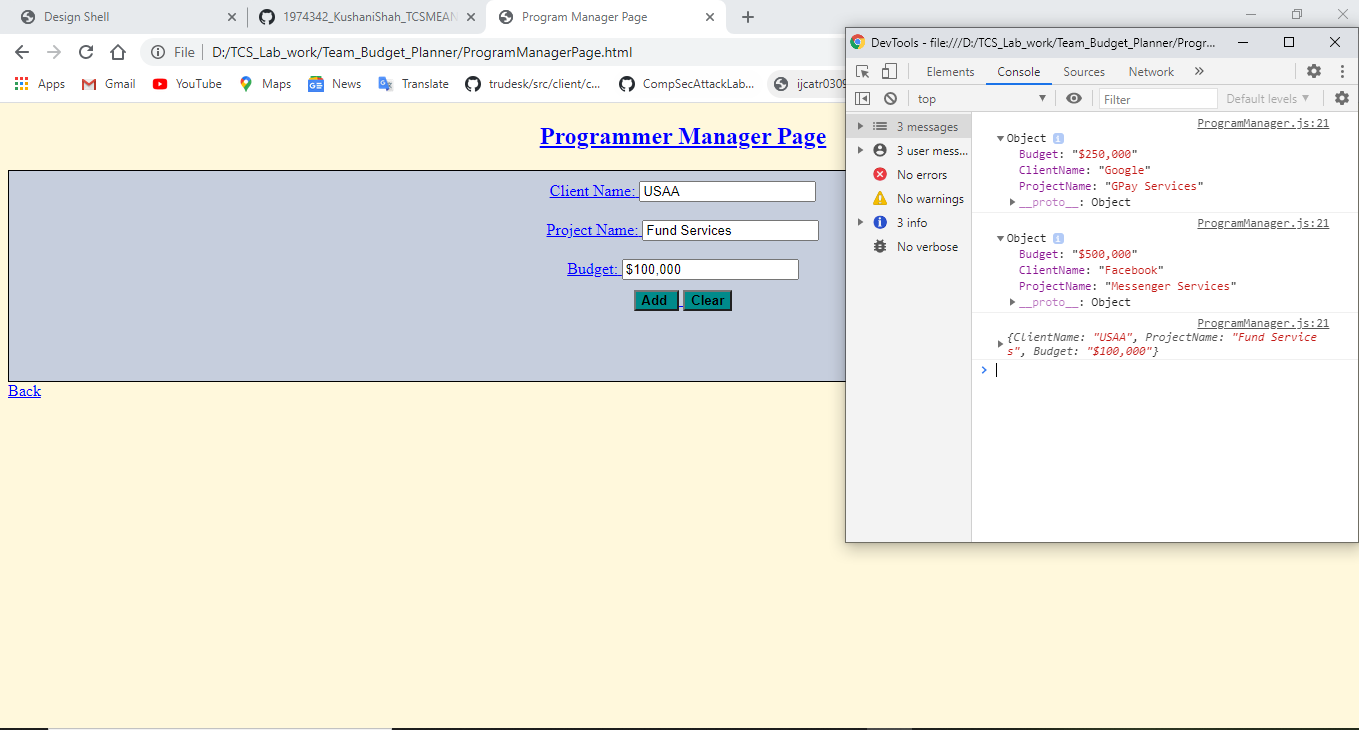 Design Shell
1974342_KushaniShah_TCSMEAN
Program Manager Page
File
D:/TCS_Lab_work/Team_Budget_Planner/ProgramManagerPage.html
Apps
Gmail
YouTube
Maps
News
Translate
trudesk/src/client/c...
CompSecAttackLab...
ijcatr0309
Programmer Manager Page
Client Name: USAA
Project Name: Fund Services
Budget: $100,000
Add Clear
Back
DevTools - file:///D:/TCS_Lab_work/Team_Budget_Planner/Progr...
Elements Console Sources Network »
top Filter Default levels
3 messages
3 user mess...
No errors
No warnings
3 info
No verbose
ProgramManager.js:21
Object
Budget: "$250,000"
ClientName: "Google"
ProjectName: "GPay Services"
__proto__: Object
ProgramManager.js:21
Object
Budget: "$500,000"
ClientName: "Facebook"
ProjectName: "Messenger Services"
__proto__: Object
ProgramManager.js:21
{ClientName: "USAA", ProjectName: "Fund Service
s", Budget: "$100,000"}